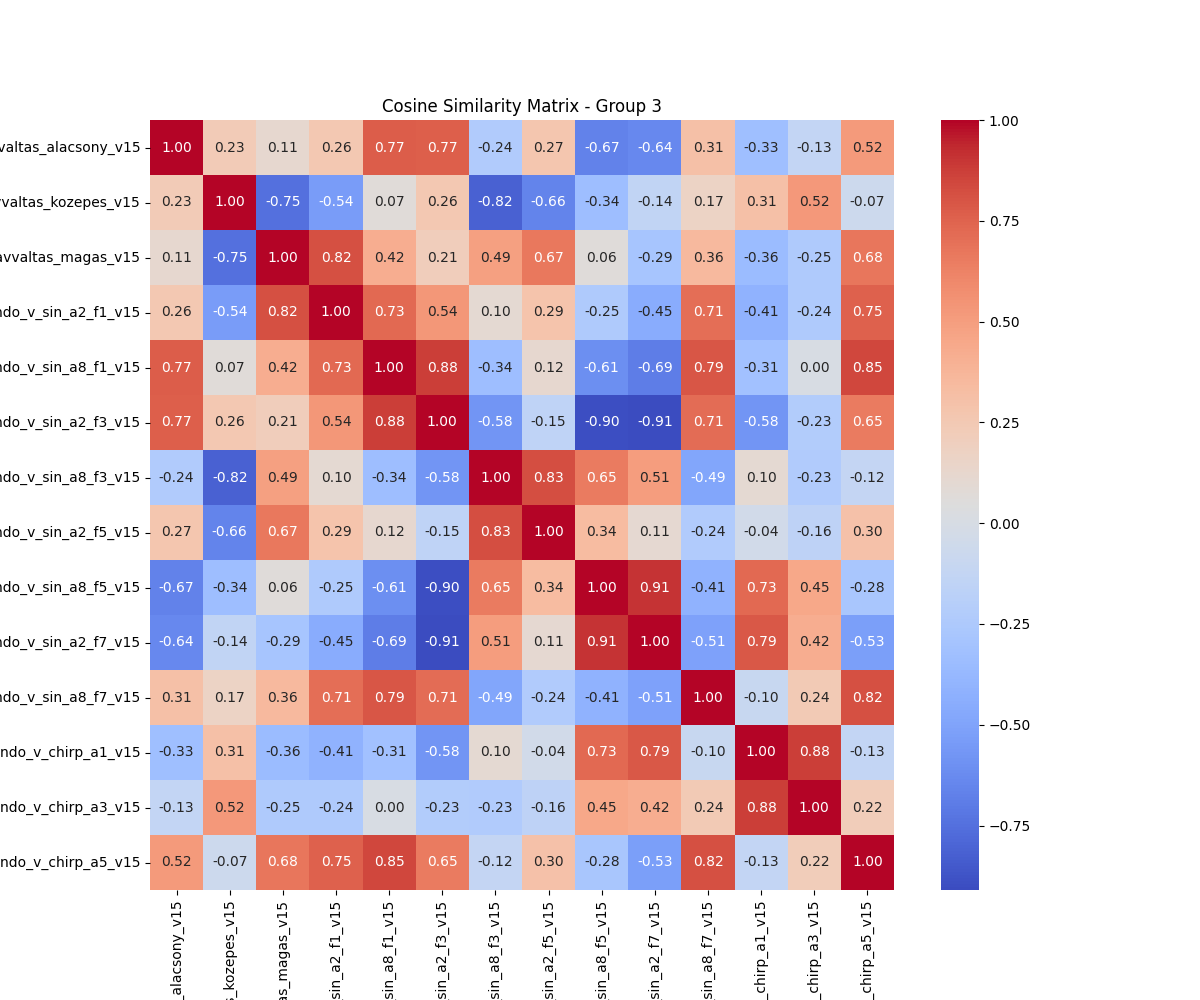 Cosine Similarity Matrix - Group 3
valtas_alacsony_v15 1.00 0.23 0.11 0.26 0.77 0.77 -0.24 0.27 -0.67 -0.64 0.31 -0.33 -0.13 0.52
valtas_kozepes_v15 0.23 1.00 -0.75 -0.54 0.07 0.26 -0.82 -0.66 -0.34 -0.14 0.17 0.31 0.52 -0.07
avvaltas_magas_v15 0.11 -0.75 1.00 0.82 0.42 0.21 0.49 0.67 0.06 -0.29 0.36 -0.36 -0.25 0.68
ndo_v_sin_a2_f1_v15 0.26 -0.54 0.82 1.00 0.73 0.54 0.10 0.29 -0.25 -0.45 0.71 -0.41 -0.24 0.75
ndo_v_sin_a8_f1_v15 0.77 0.07 0.42 0.73 1.00 0.88 -0.34 0.12 -0.61 -0.69 0.79 -0.31 0.00 0.85
ndo_v_sin_a2_f3_v15 0.77 0.26 0.21 0.54 0.88 1.00 -0.58 -0.15 -0.90 -0.91 0.71 -0.58 -0.23 0.65
ndo_v_sin_a8_f3_v15 -0.24 -0.82 0.49 0.10 -0.34 -0.58 1.00 0.83 0.65 0.51 -0.49 0.10 -0.23 -0.12
ndo_v_sin_a2_f5_v15 0.27 -0.66 0.67 0.29 0.12 -0.15 0.83 1.00 0.34 0.11 -0.24 -0.04 -0.16 0.30
ndo_v_sin_a8_f5_v15 -0.67 -0.34 0.06 -0.25 -0.61 -0.90 0.65 0.34 1.00 0.91 -0.41 0.73 0.45 -0.28
ndo_v_sin_a2_f7_v15 -0.64 -0.14 -0.29 -0.45 -0.69 -0.91 0.51 0.11 0.91 1.00 -0.51 0.79 0.42 -0.53
ndo_v_sin_a8_f7_v15 0.31 0.17 0.36 0.71 0.79 0.71 -0.49 -0.24 -0.41 -0.51 1.00 -0.10 0.24 0.82
ndo_v_chirp_a1_v15 -0.33 0.31 -0.36 -0.41 -0.31 -0.58 0.10 -0.04 0.73 0.79 -0.10 1.00 0.88 -0.13
ndo_v_chirp_a3_v15 -0.13 0.52 -0.25 -0.24 0.00 -0.23 -0.23 -0.16 0.45 0.42 0.24 0.88 1.00 0.22
ndo_v_chirp_a5_v15 0.52 -0.07 0.68 0.75 0.85 0.65 -0.12 0.30 -0.28 -0.53 0.82 -0.13 0.22 1.00
_alacsony_v15
s_kozepes_v15
as_magas_v15
sin_a2_f1_v15
sin_a8_f1_v15
sin_a2_f3_v15
sin_a8_f3_v15
sin_a2_f5_v15
sin_a8_f5_v15
sin_a2_f7_v15
sin_a8_f7_v15
_chirp_a1_v15
_chirp_a3_v15
_chirp_a5_v15
1.00
0.75
0.50
0.25
0.00
−0.25
−0.50
−0.75